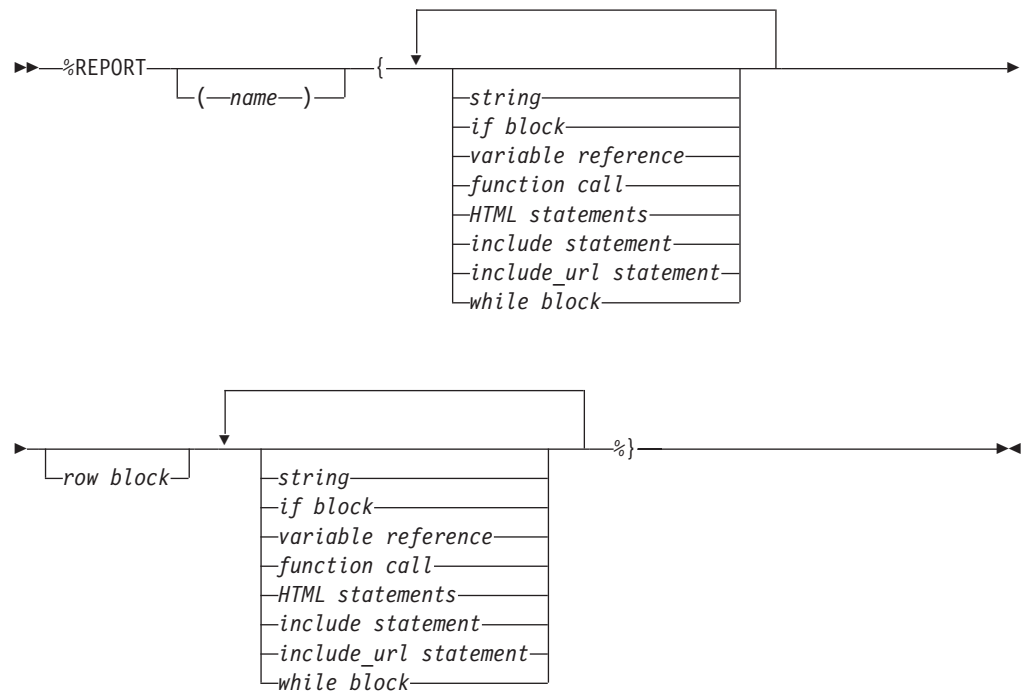 %REPORT ( name ) {
string
if block
variable reference
function call
HTML statements
include statement
include_url statement
while block
row block %}
string
if block
variable reference
function call
HTML statements
include statement
include_url statement
while block